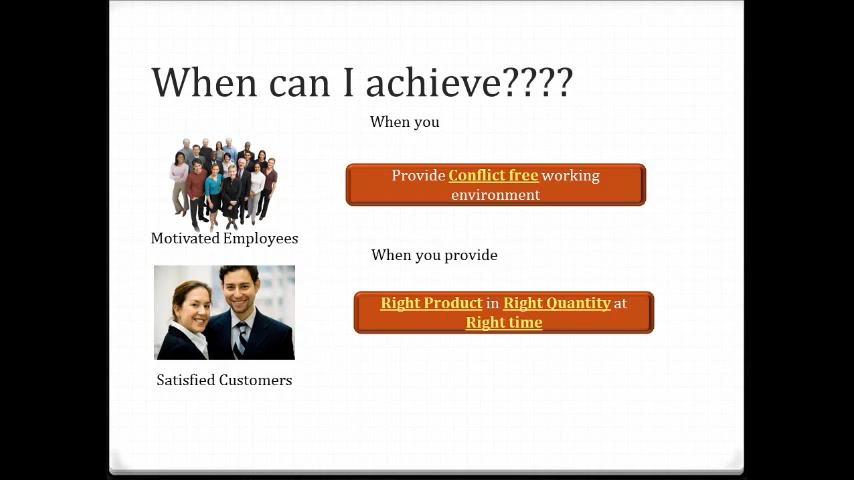 When can I achieve????
When you
Provide Conflict free working
environment
Motivated Employees
When you provide
Right Product in Right Quantity at
Right time
Satisfied Customers